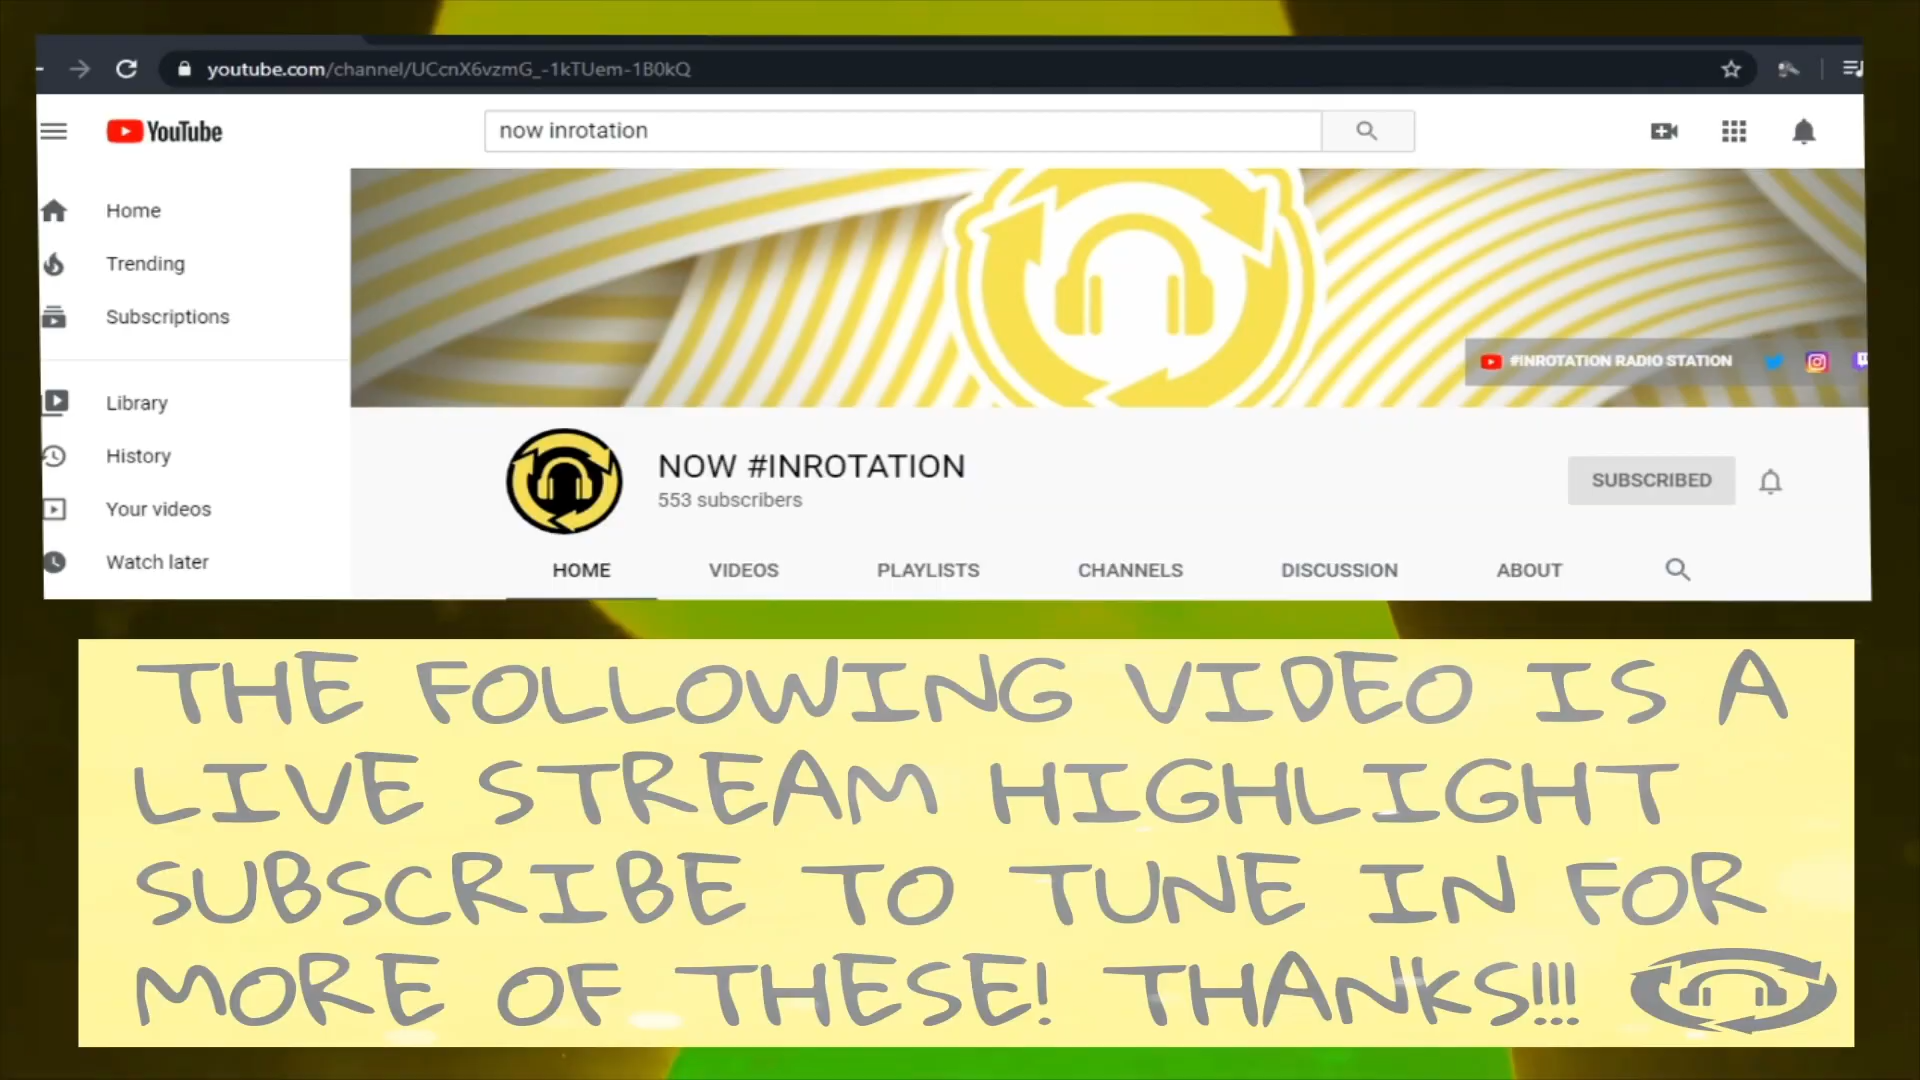 youtube.com/channel/UCcnX6vzmG_-1kTUem-1B0kQ
YouTube
now inrotation
Home
Trending
Subscriptions
#INROTATION RADIO STATION
Library
History
Your videos
Watch later
NOW #INROTATION
553 subscribers
SUBSCRIBED
HOME VIDEOS PLAYLISTS CHANNELS DISCUSSION ABOUT
THE FOLLOWING VIDEO IS A
LIVE STREAM HIGHLIGHT
SUBSCRIBE TO TUNE IN FOR
MORE OF THESE! THANKS!!!